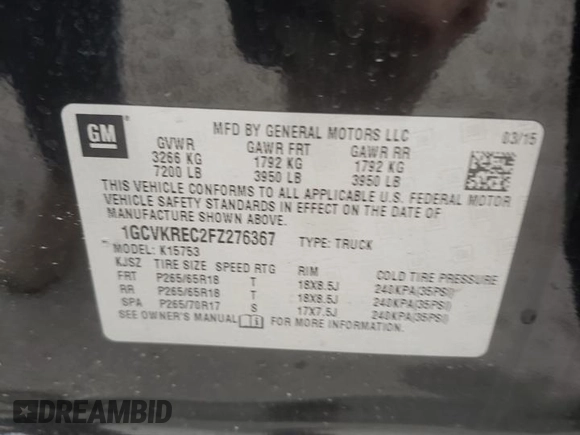 GM
MFD BY GENERAL MOTORS LLC 03/15
GVWR GAWR FRT GAWR RR
3266 KG 1792 KG 1792 KG
7200 LB 3950 LB 3950 LB
THIS VEHICLE CONFORMS TO ALL APPLICABLE U.S. FEDERAL MOTOR
VEHICLE SAFETY STANDARDS IN EFFECT ON THE DATE OF
MANUFACTURE SHOWN ABOVE.
1GCVKREC2FZ276367 TYPE: TRUCK
MODEL: K15753
KJSZ TIRE SIZE SPEED RTG RIM COLD TIRE PRESSURE
FRT P265/65R18 T 18X8.5J 240KPA(35PSI)
RR P265/65R18 T 18X8.5J 240KPA(35PSI)
SPA P265/70R17 S 17X7.5J 240KPA(35PSI)
SEE OWNER'S MANUAL FOR MORE INFORMATION.
DREAMBID